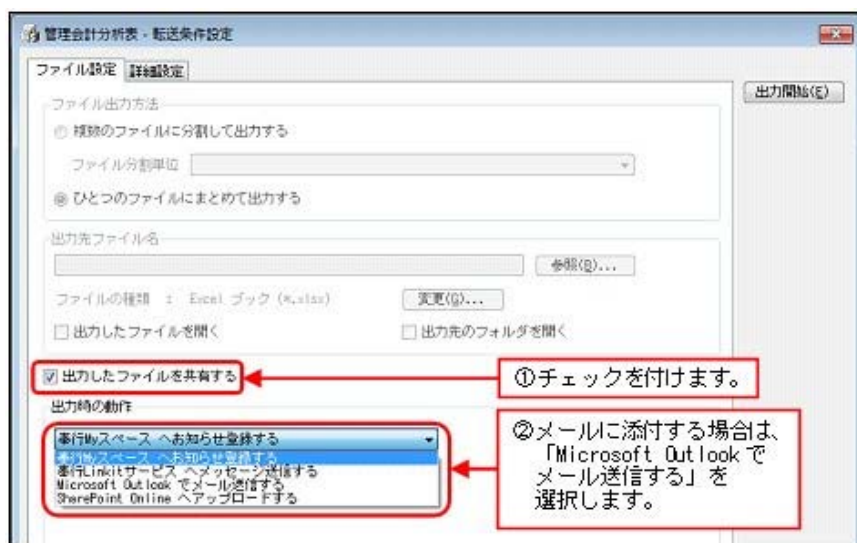 管理会計分析表 - 転送条件設定
ファイル設定 詳細設定
出力開始(E)
ファイル出力方法
複数のファイルに分割して出力する
ファイル分割単位
ひとつのファイルにまとめて出力する
出力先ファイル名
参照(B)...
ファイルの種類 : Excel ブック (*.xlsx)
変更(G)...
出力したファイルを開く
出力先のフォルダを開く
出力したファイルを共有する
①チェックを付けます。
出力時の動作
奉行Myスペース へお知らせ登録する
奉行Myスペース へお知らせ登録する
奉行Linkitサービス へメッセージ送信する
Microsoft Outlook でメール送信する
SharePoint Online へアップロードする
②メールに添付する場合は、
「Microsoft Outlook で
メール送信する」を
選択します。